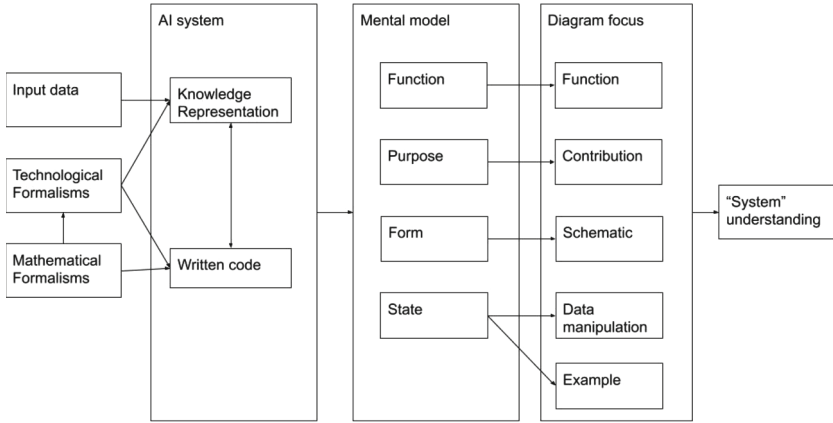 AI system
Mental model
Diagram focus
Input data
Technological
Formalisms
Mathematical
Formalisms
Knowledge
Representation
Written code
Function
Purpose
Form
State
Function
Contribution
Schematic
Data
manipulation
Example
“System”
understanding